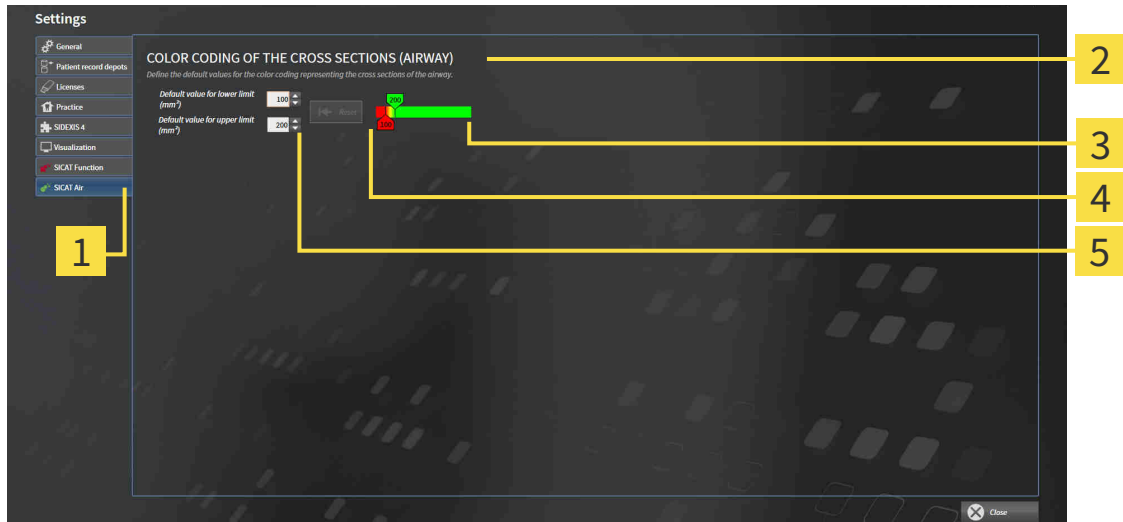 Settings
General
Patient record depots
Licenses
Practice
SIDEXIS 4
Visualization
SICAT Function
SICAT Air
COLOR CODING OF THE CROSS SECTIONS (AIRWAY)
Define the default values for the color coding representing the cross sections of the airway.
Default value for lower limit (mm²)
100
Default value for upper limit (mm²)
200
Reset
200
100
1
2
3
4
5
Close